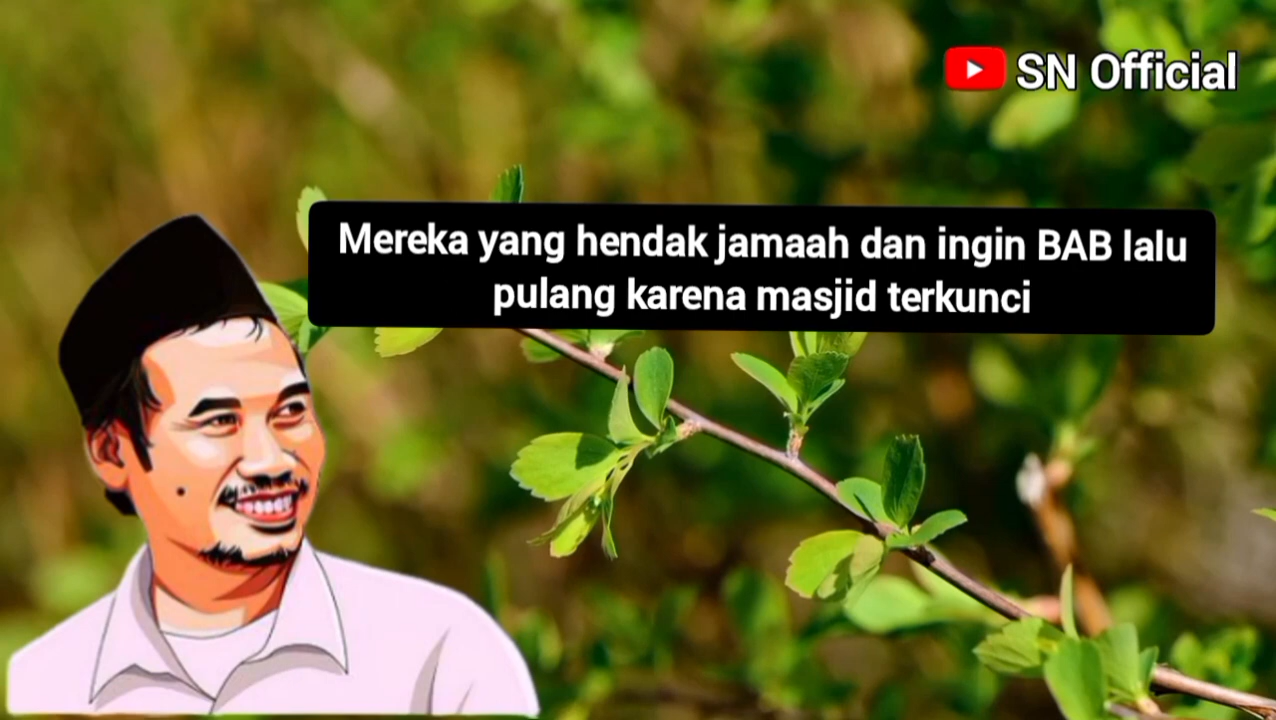 SN Official
Mereka yang hendak jamaah dan ingin BAB lalu
pulang karena masjid terkunci